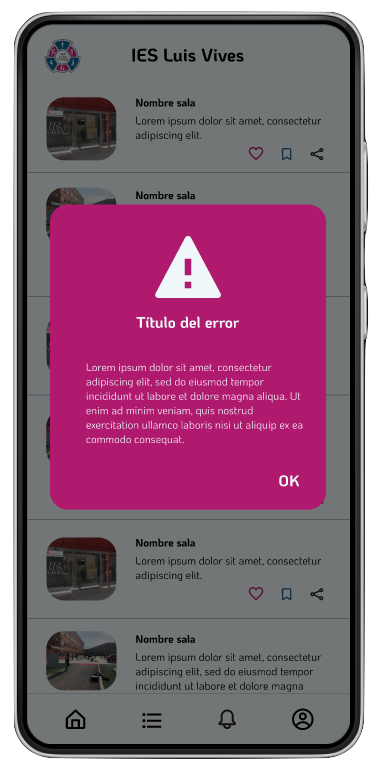 IES Luis Vives
Nombre sala
Lorem ipsum dolor sit amet, consectetur
adipiscing elit.
Nombre sala
Título del error
Lorem ipsum dolor sit amet, consectetur
adipiscing elit, sed do eiusmod tempor
incididunt ut labore et dolore magna aliqua. Ut
enim ad minim veniam, quis nostrud
exercitation ullamco laboris nisi ut aliquip ex ea
commodo consequat.
OK
Nombre sala
Lorem ipsum dolor sit amet, consectetur
adipiscing elit.
Nombre sala
Lorem ipsum dolor sit amet, consectetur
adipiscing elit, sed do eiusmod tempor
incididunt ut labore et dolore magna